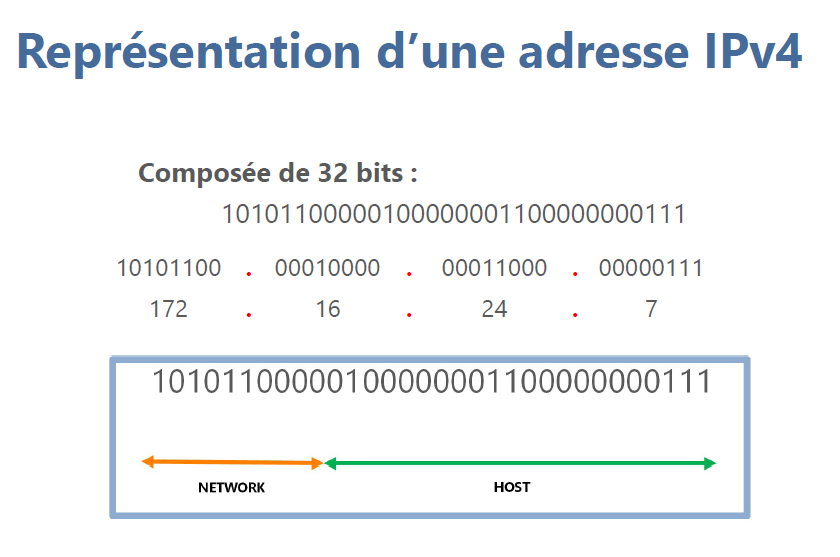 Représentation d’une adresse IPv4
Composée de 32 bits :
10101100000100000001100000000111
10101100 . 00010000 . 00011000 . 00000111
172 . 16 . 24 . 7
10101100000100000001100000000111
NETWORK HOST